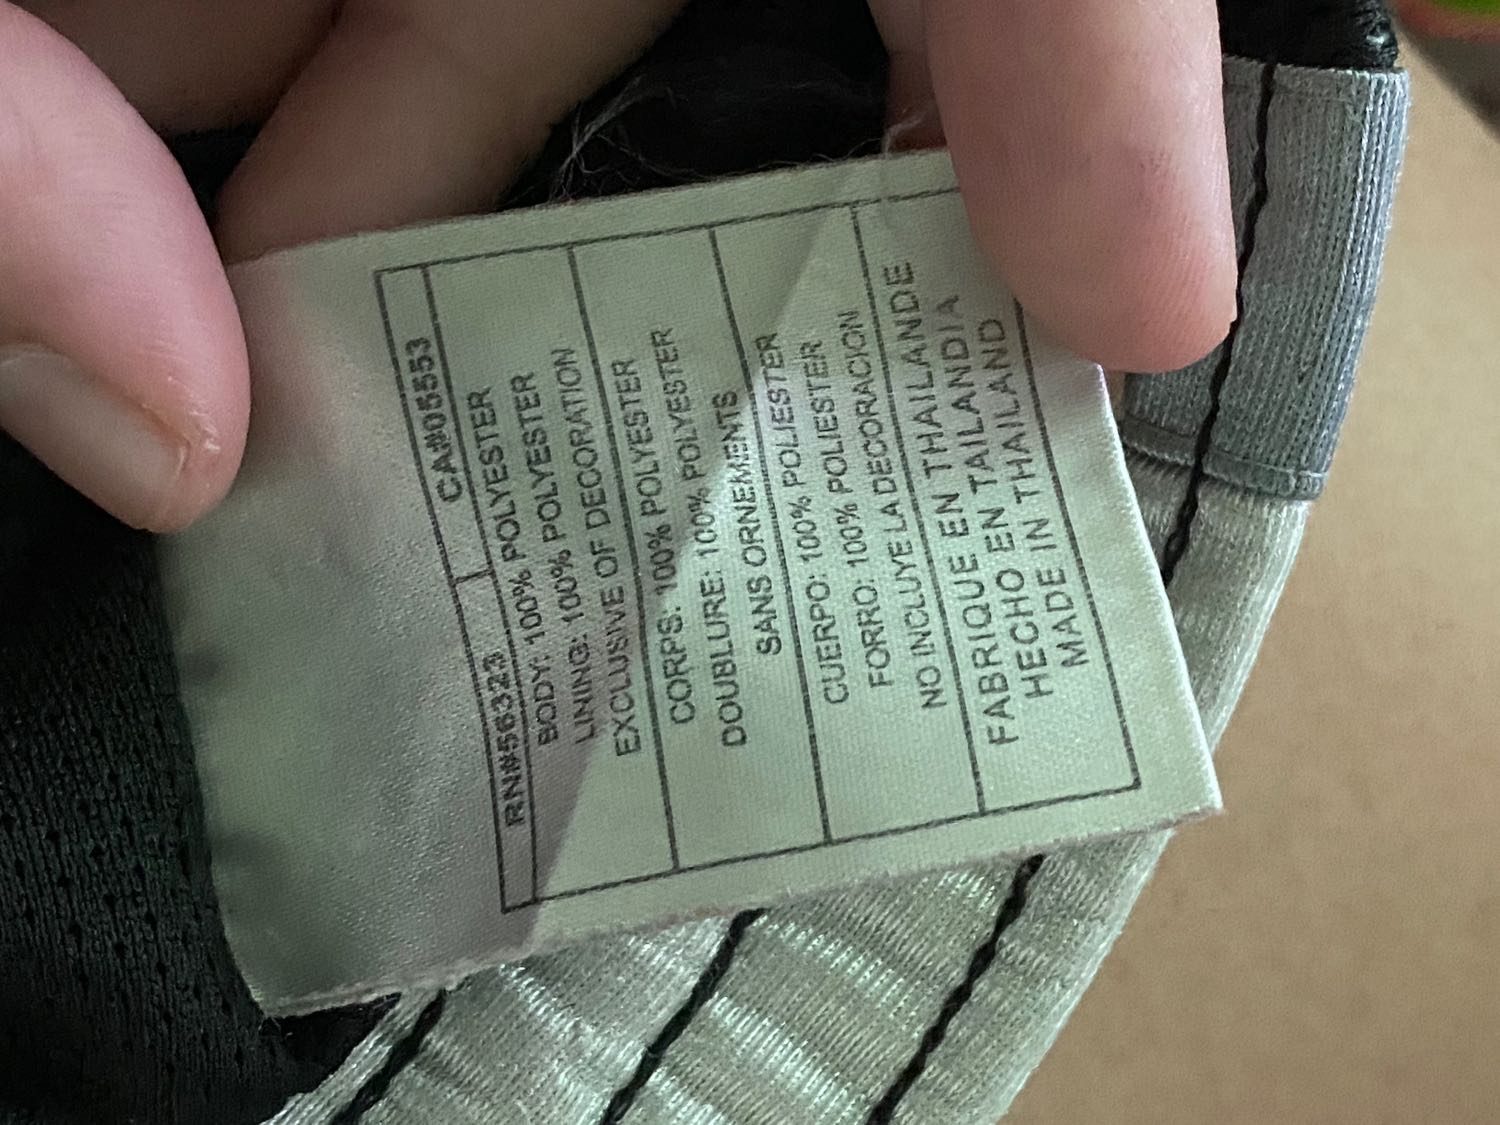 RN#56323 CA#05553
BODY: 100% POLYESTER
LINING: 100% POLYESTER
EXCLUSIVE OF DECORATION
CORPS: 100% POLYESTER
DOUBLURE: 100% POLYESTER
SANS ORNEMENTS
CUERPO: 100% POLIESTER
FORRO: 100% POLIESTER
NO INCLUYE LA DECORACION
FABRIQUE EN THAILANDE
HECHO EN TAILANDIA
MADE IN THAILAND